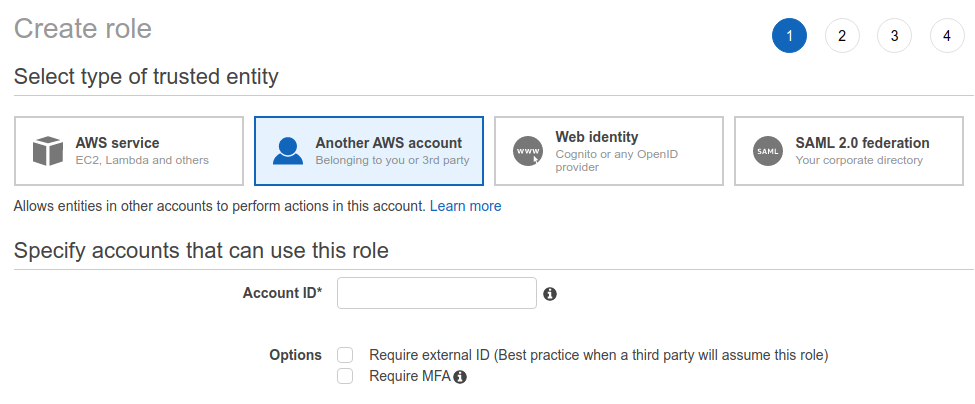 Create role
1 2 3 4
Select type of trusted entity
AWS service
EC2, Lambda and others
Another AWS account
Belonging to you or 3rd party
www
Web identity
Cognito or any OpenID
provider
SAML
SAML 2.0 federation
Your corporate directory
Allows entities in other accounts to perform actions in this account. Learn more
Specify accounts that can use this role
Account ID*
i
Options
Require external ID (Best practice when a third party will assume this role)
Require MFA i